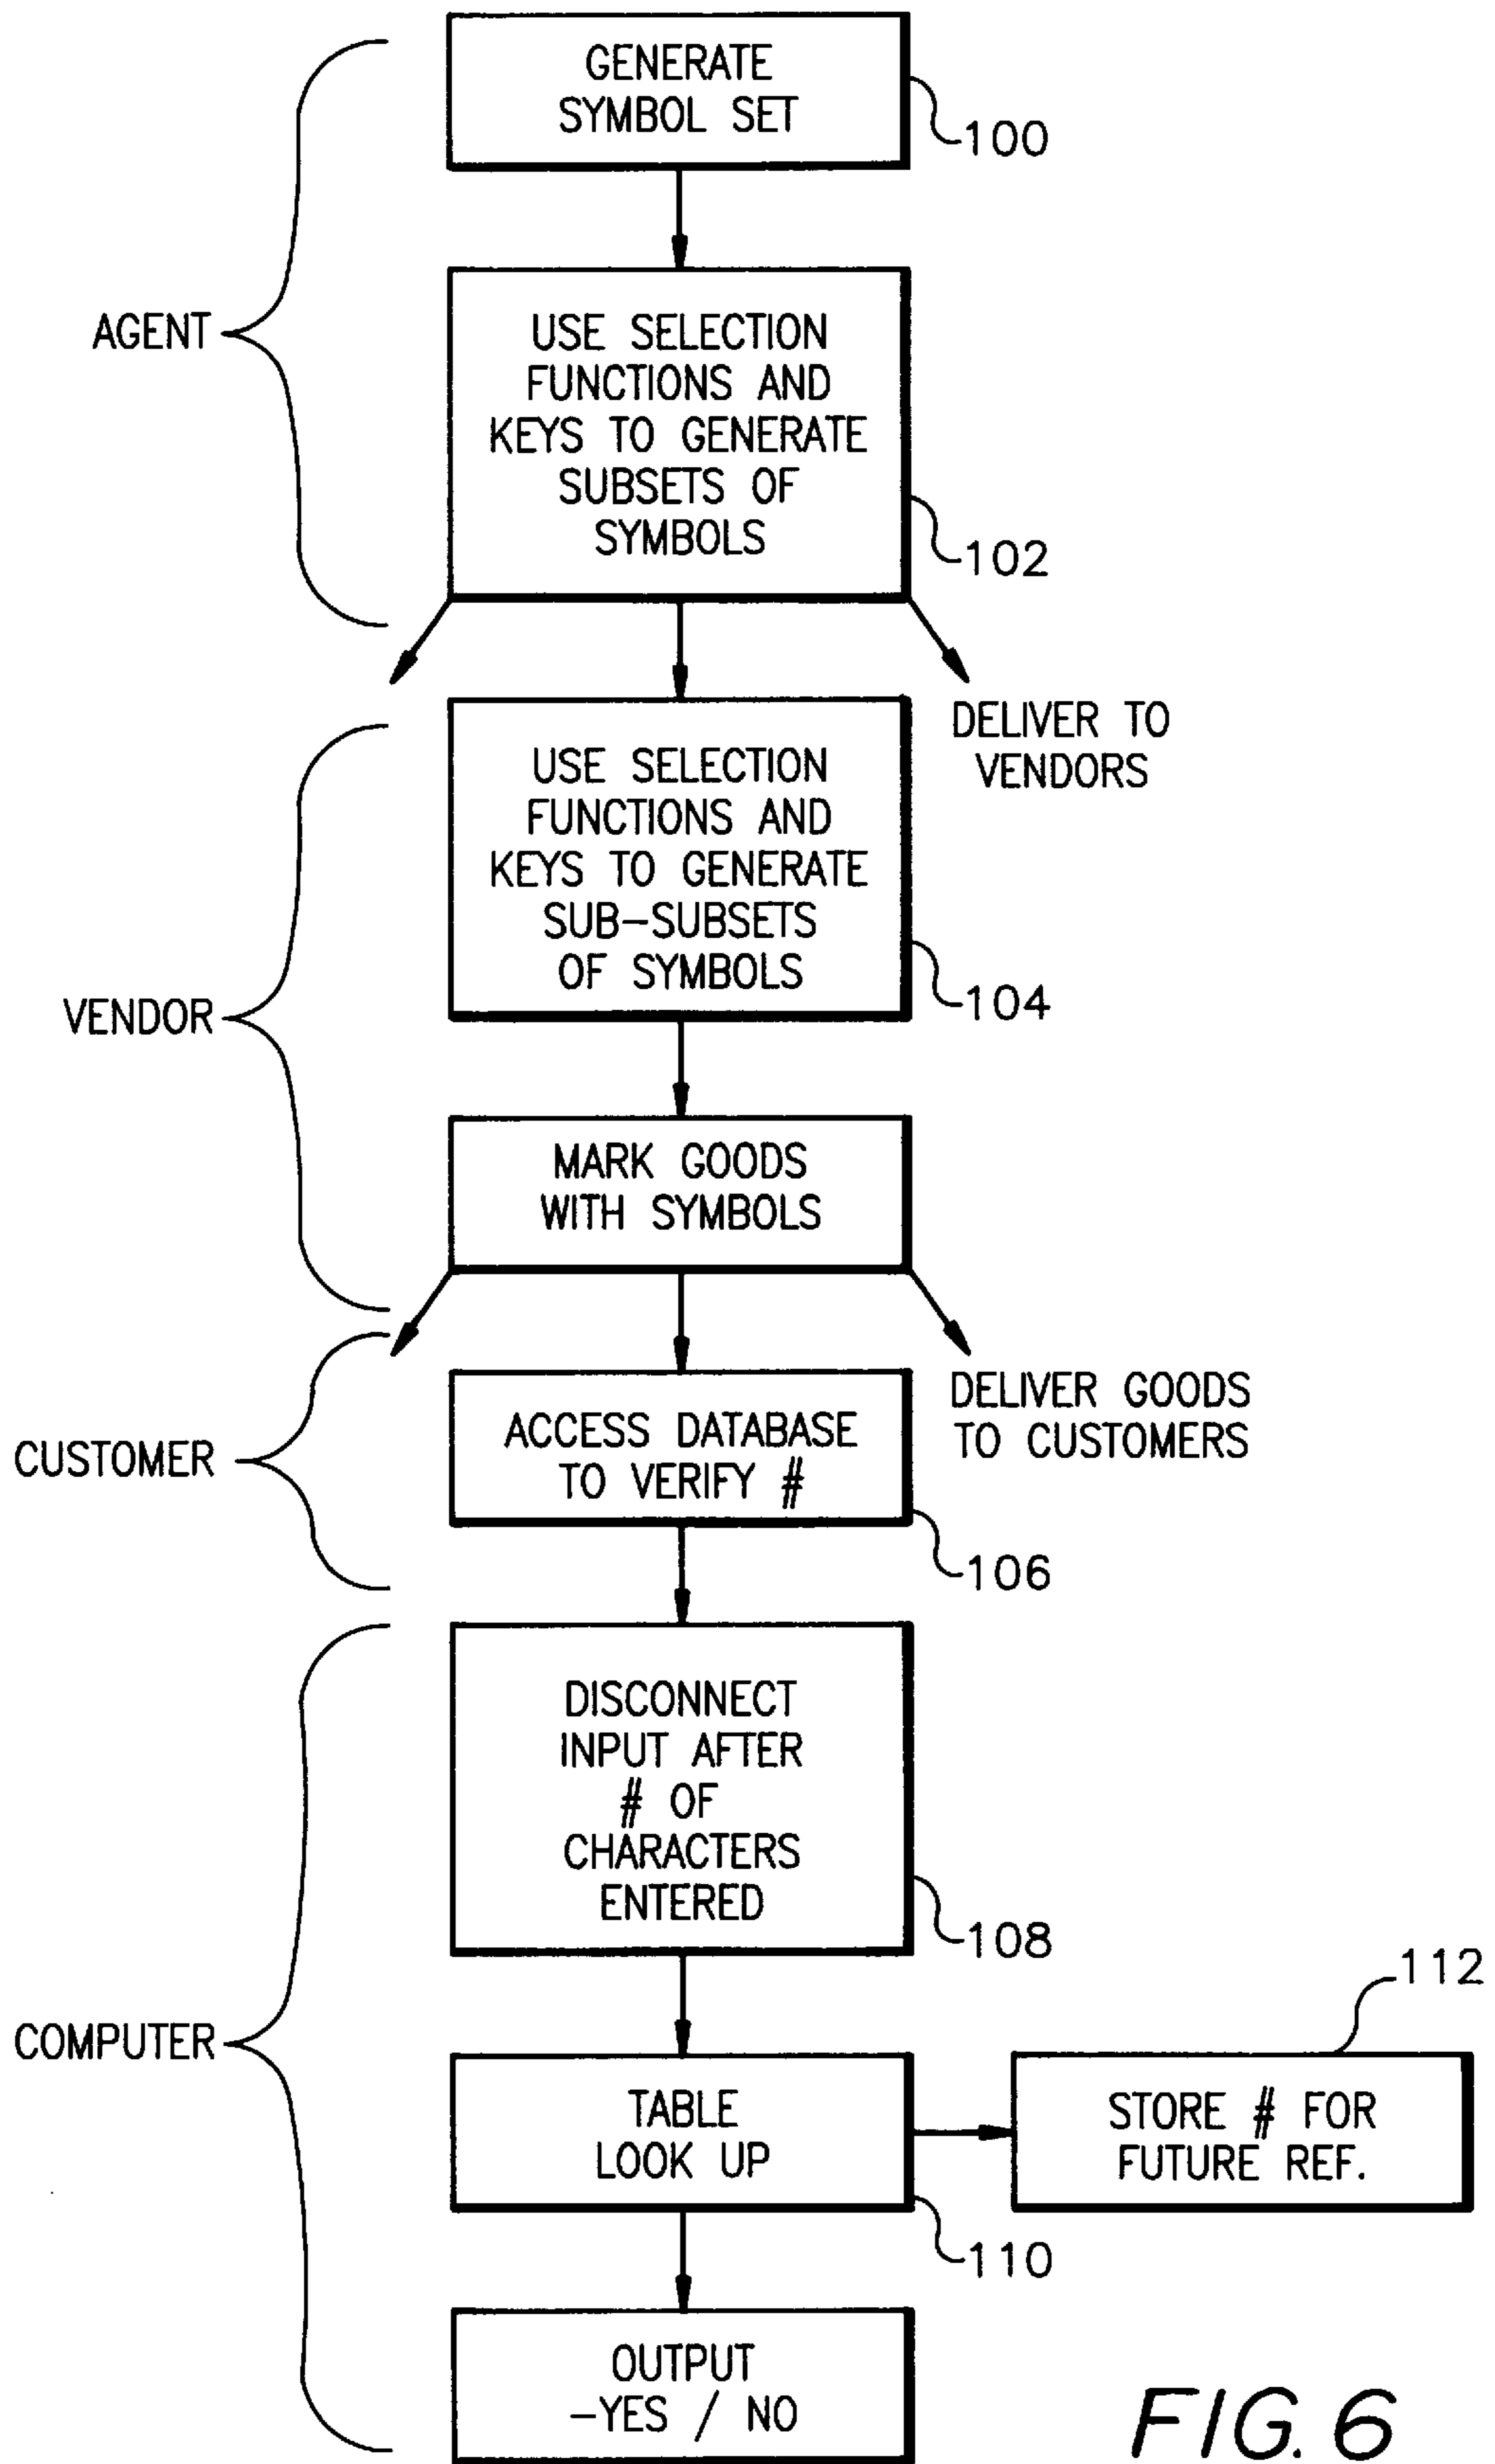 GENERATE
SYMBOL SET
100
AGENT
USE SELECTION
FUNCTIONS AND
KEYS TO GENERATE
SUBSETS OF
SYMBOLS
102
DELIVER TO
VENDORS
VENDOR
USE SELECTION
FUNCTIONS AND
KEYS TO GENERATE
SUB-SUBSETS
OF SYMBOLS
104
MARK GOODS
WITH SYMBOLS
DELIVER GOODS
TO CUSTOMERS
CUSTOMER
ACCESS DATABASE
TO VERIFY #
106
COMPUTER
DISCONNECT
INPUT AFTER
# OF
CHARACTERS
ENTERED
108
TABLE
LOOK UP
110
112
STORE # FOR
FUTURE REF.
OUTPUT
-YES / NO
FIG. 6